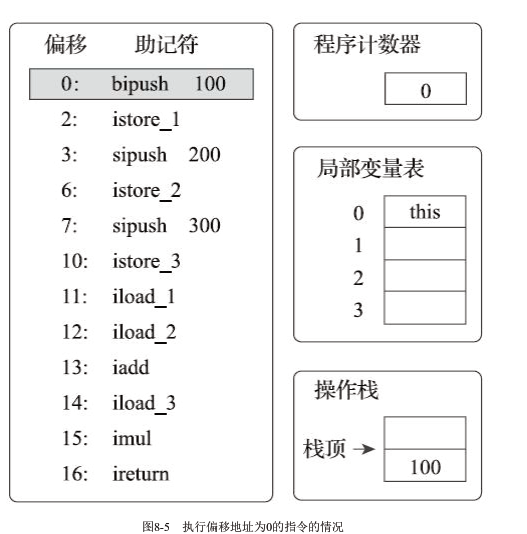 偏移 助记符
0: bipush 100
2: istore_1
3: sipush 200
6: istore_2
7: sipush 300
10: istore_3
11: iload_1
12: iload_2
13: iadd
14: iload_3
15: imul
16: ireturn
程序计数器
0
局部变量表
0 this
1
2
3
操作栈
栈顶
100
图8-5 执行偏移地址为0的指令的情况